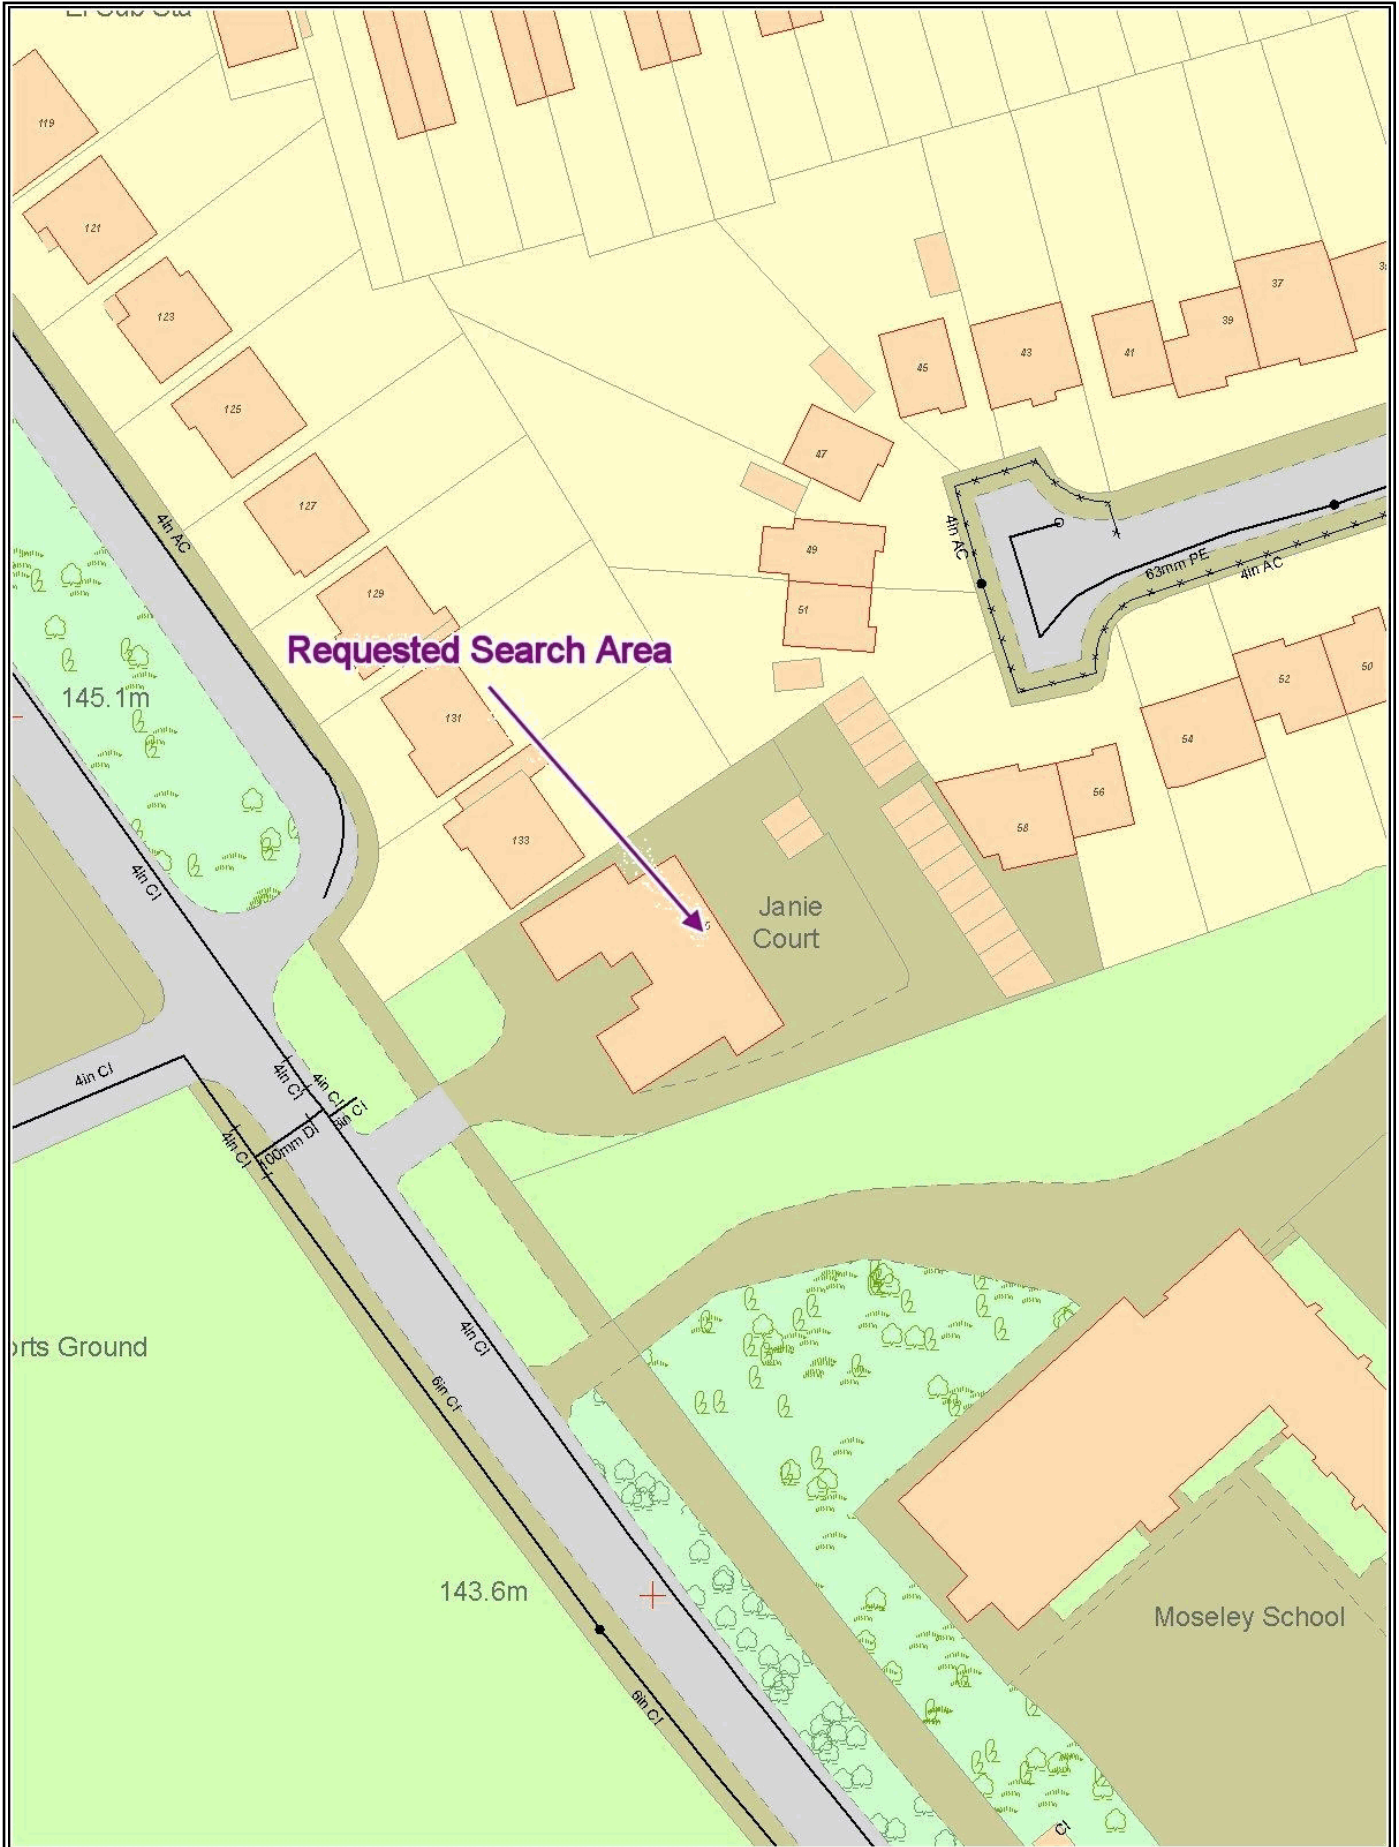 El Sub Sta
119
121
123
125
127
129
131
133
37
39
41
43
45
47
49
51
52
50
54
56
58
4in AC
4in AC
63mm PE
4in AC
Requested Search Area
145.1m
Janie
Court
4in CI
4in CI
4in CI
4in CI
6in CI
4in CI
100mm DI
4in CI
6in CI
6in CI
orts Ground
143.6m
Moseley School
CI